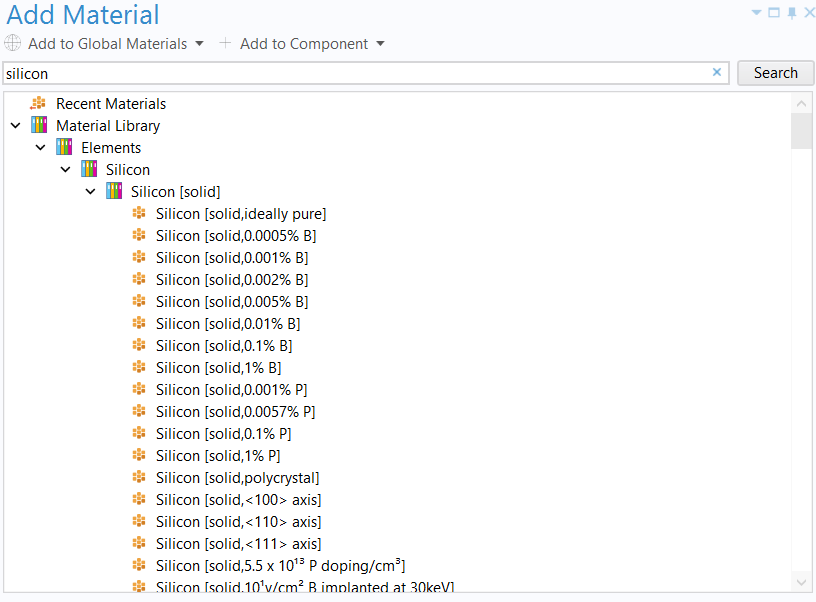 Add Material
Add to Global Materials Add to Component
silicon Search
Recent Materials
Material Library
Elements
Silicon
Silicon [solid]
Silicon [solid,ideally pure]
Silicon [solid,0.0005% B]
Silicon [solid,0.001% B]
Silicon [solid,0.002% B]
Silicon [solid,0.005% B]
Silicon [solid,0.01% B]
Silicon [solid,0.1% B]
Silicon [solid,1% B]
Silicon [solid,0.001% P]
Silicon [solid,0.0057% P]
Silicon [solid,0.1% P]
Silicon [solid,1% P]
Silicon [solid,polycrystal]
Silicon [solid,<100> axis]
Silicon [solid,<110> axis]
Silicon [solid,<111> axis]
Silicon [solid,5.5 x 10¹³ P doping/cm³]
Silicon [solid,10¹v/cm² B implanted at 30keV]